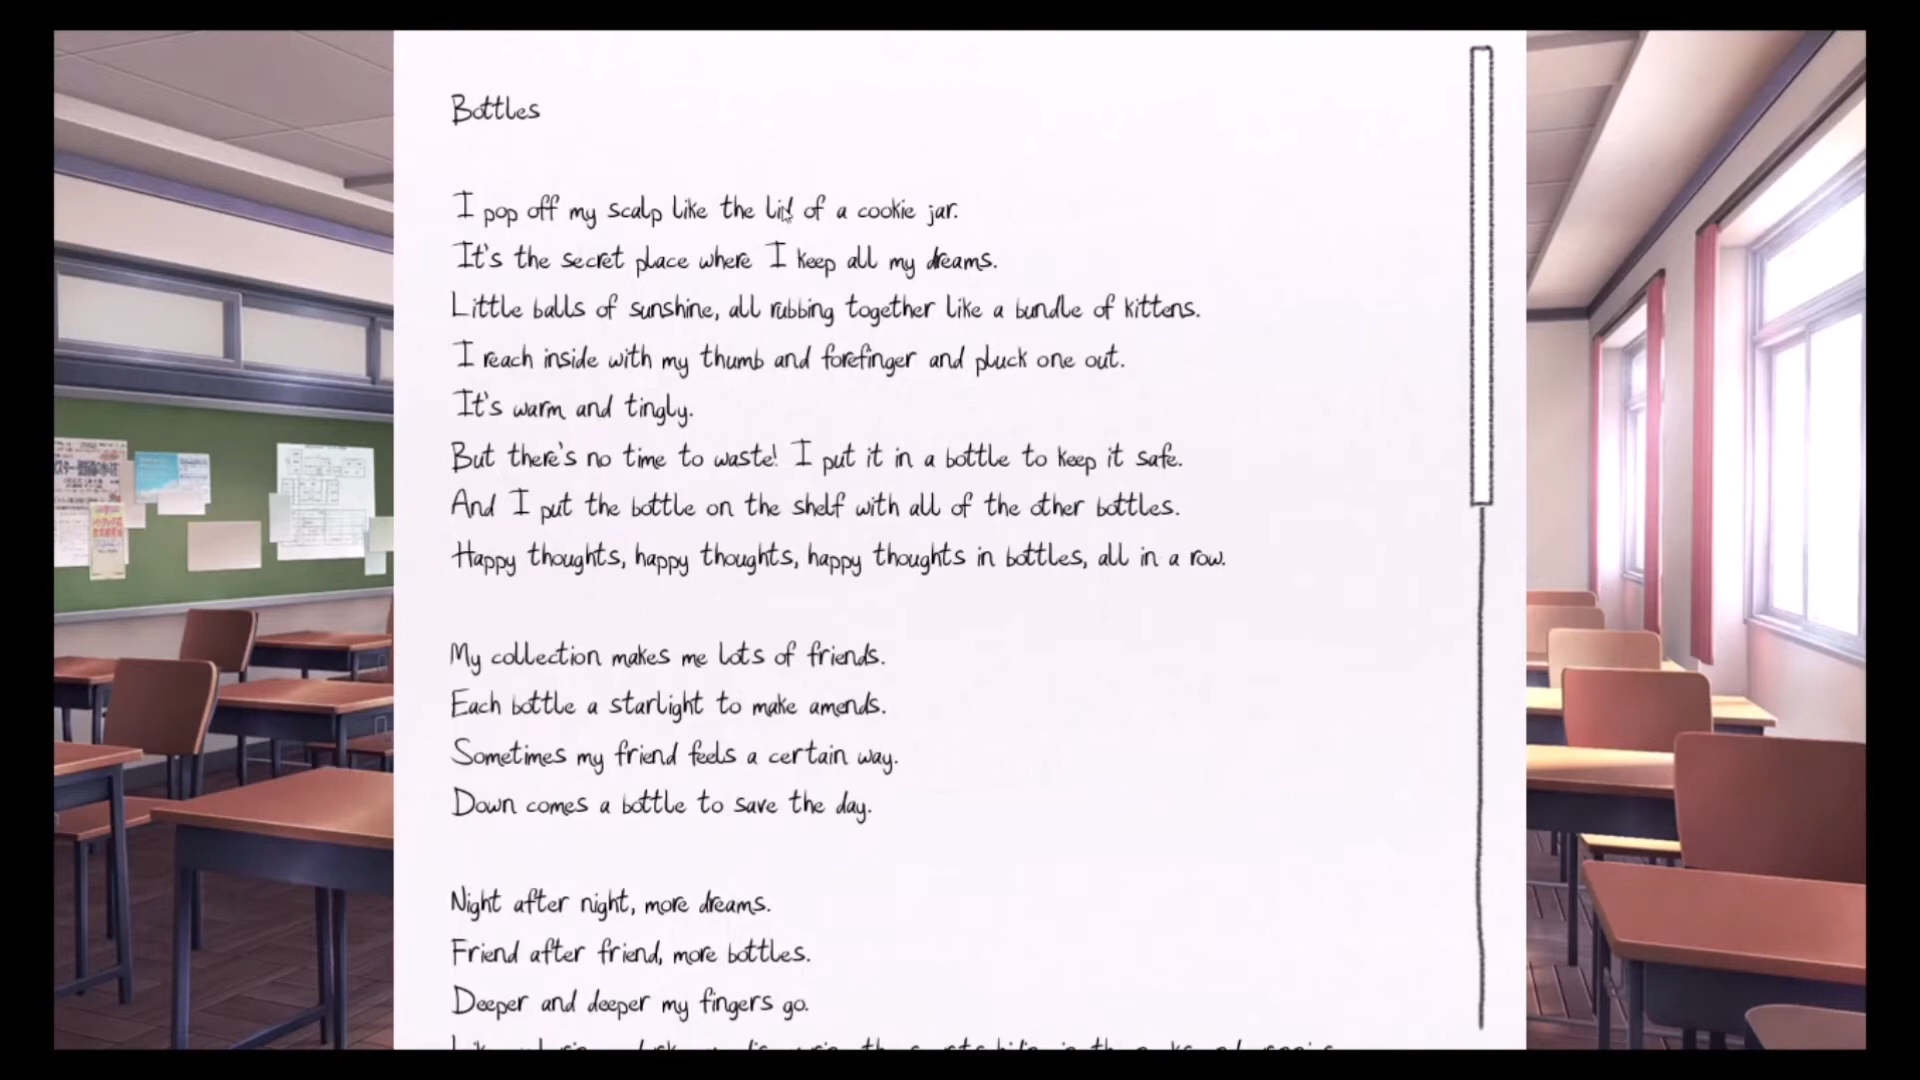 Bottles
I pop off my scalp like the lid of a cookie jar.
It's the secret place where I keep all my dreams.
Little balls of sunshine, all rubbing together like a bundle of kittens.
I reach inside with my thumb and forefinger and pluck one out.
It's warm and tingly.
But there's no time to waste! I put it in a bottle to keep it safe.
And I put the bottle on the shelf with all of the other bottles.
Happy thoughts, happy thoughts, happy thoughts in bottles, all in a row.
My collection makes me lots of friends.
Each bottle a starlight to make amends.
Sometimes my friend feels a certain way.
Down comes a bottle to save the day.
Night after night, more dreams.
Friend after friend, more bottles.
Deeper and deeper my fingers go.